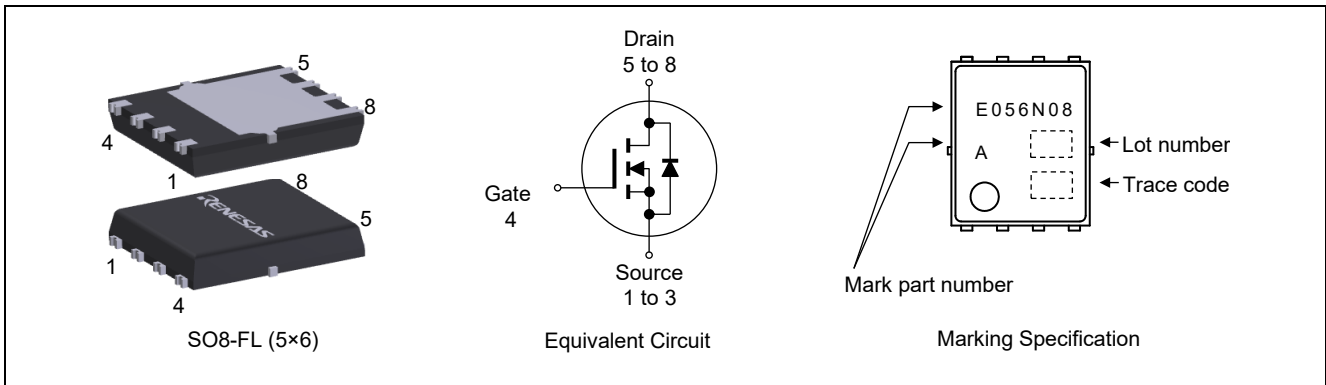 5
8
4
1
8
RENESAS
5
1
4
SO8-FL (5×6)
Drain
5 to 8
Gate
4
Source
1 to 3
Equivalent Circuit
E056N08
A
Lot number
Trace code
Mark part number
Marking Specification